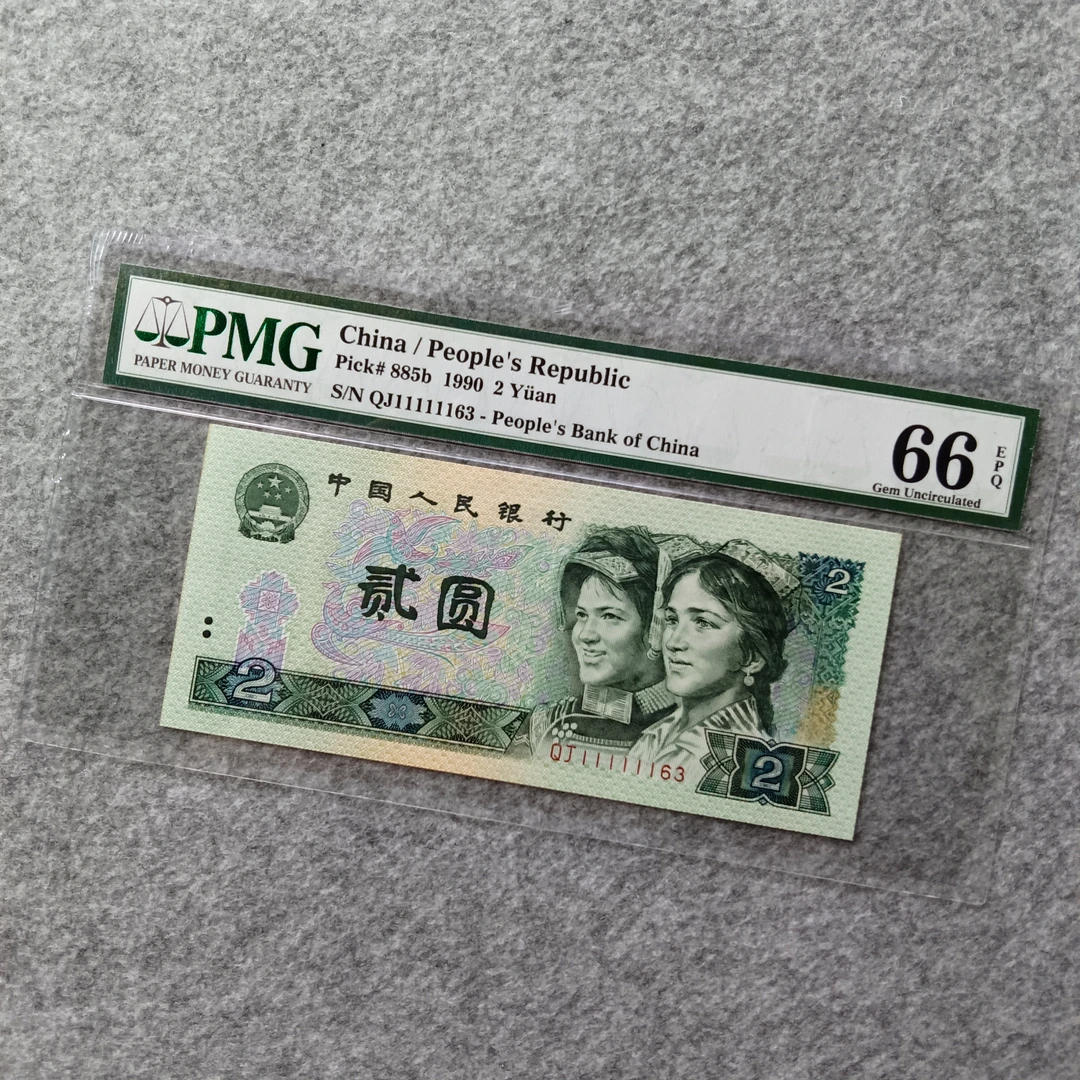 PMG
PAPER MONEY GUARANTY
China / People's Republic
Pick# 885b 1990 2 Yüan
S/N QJ11111163 - People's Bank of China
66
EPQ
Gem Uncirculated
中国人民银行
贰圆
2
2
QJ11111163
2